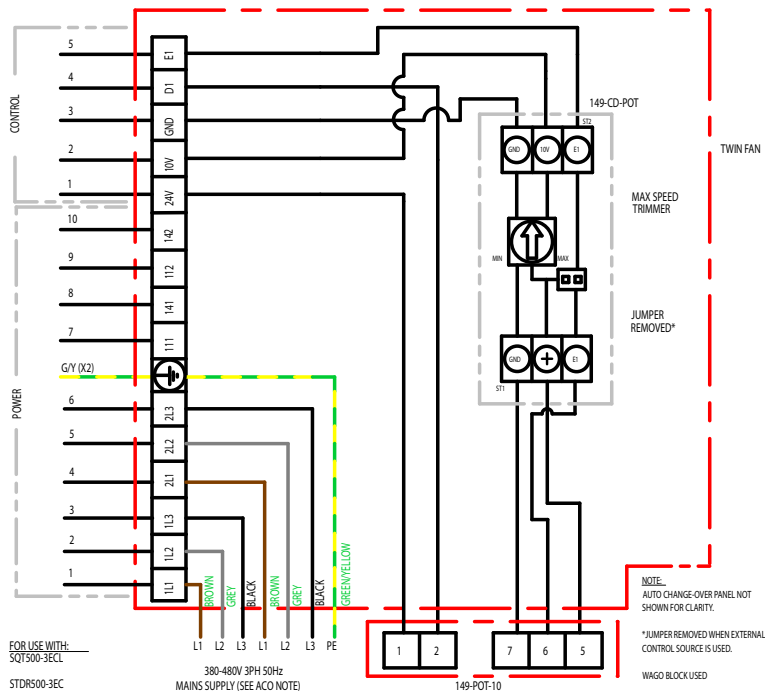 CONTROL
5
4
3
2
1
POWER
10
9
8
7
G/Y (X2)
6
5
4
3
2
1
E1
D1
GND
10V
24V
142
112
141
111
2L3
2L2
2L1
1L3
1L2
1L1
BROWN
GREY
BLACK
BROWN
GREY
BLACK
GREEN/YELLOW
L1
L2
L3
L1
L2
L3
PE
380-480V 3PH 50Hz
MAINS SUPPLY (SEE ACO NOTE)
149-CD-POT
ST2
GND
10V
E1
MAX SPEED
TRIMMER
MIN
MAX
JUMPER
REMOVED*
GND
+
E1
ST1
TWIN FAN
1
2
7
6
5
149-POT-10
NOTE:
AUTO CHANGE-OVER PANEL NOT
SHOWN FOR CLARITY.
*JUMPER REMOVED WHEN EXTERNAL
CONTROL SOURCE IS USED.
WAGO BLOCK USED
FOR USE WITH:
SQT500-3ECL
STDR500-3EC